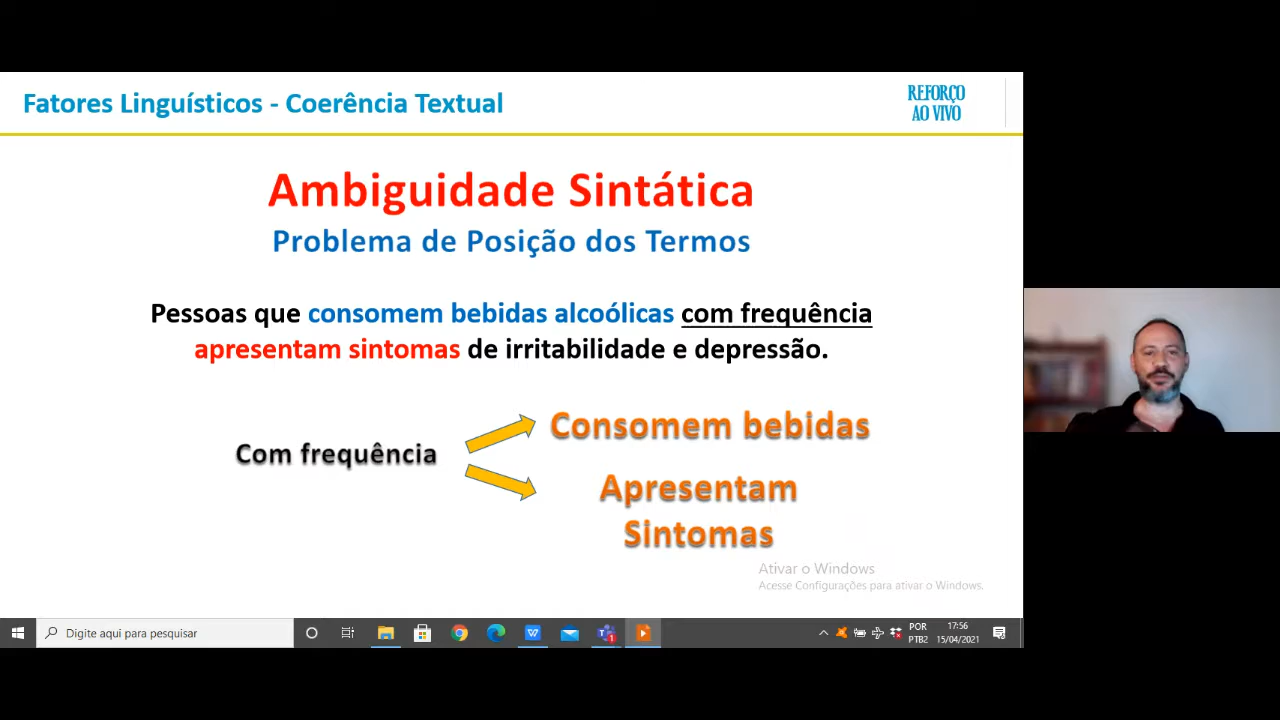 Fatores Linguísticos - Coerência Textual
REFORÇO
AO VIVO
Ambiguidade Sintática
Problema de Posição dos Termos
Pessoas que consomem bebidas alcoólicas com frequência
apresentam sintomas de irritabilidade e depressão.
Com frequência
Consomem bebidas
Apresentam
Sintomas
Ativar o Windows
Acesse Configurações para ativar o Windows.
Digite aqui para pesquisar
POR
PTB2
17:56
15/04/2021